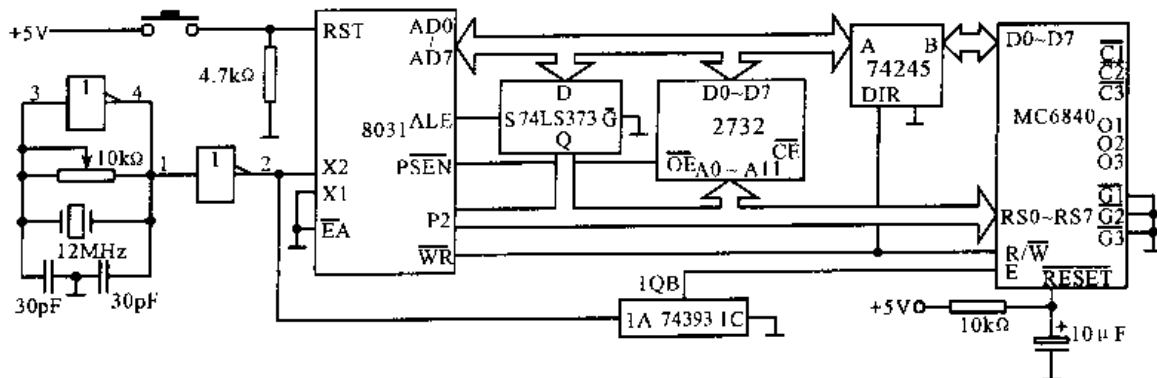 +5V
4.7kΩ
3 1 4
10kΩ
12MHz
30pF 30pF
1 1 2
RST
AD0
AD7
8031
ALE
PSEN
X2
X1
EA
P2
WR
D
S 74LS373 G
Q
D0~D7
2732
OE CE
A0~A11
A B
74245
DIR
D0~D7
C1
C2
C3
MC6840
O1
O2
O3
G1
G2
G3
RS0~RS7
R/W
E
RESET
1QB
1A 74393 1C
+5V
10kΩ
+
10μF